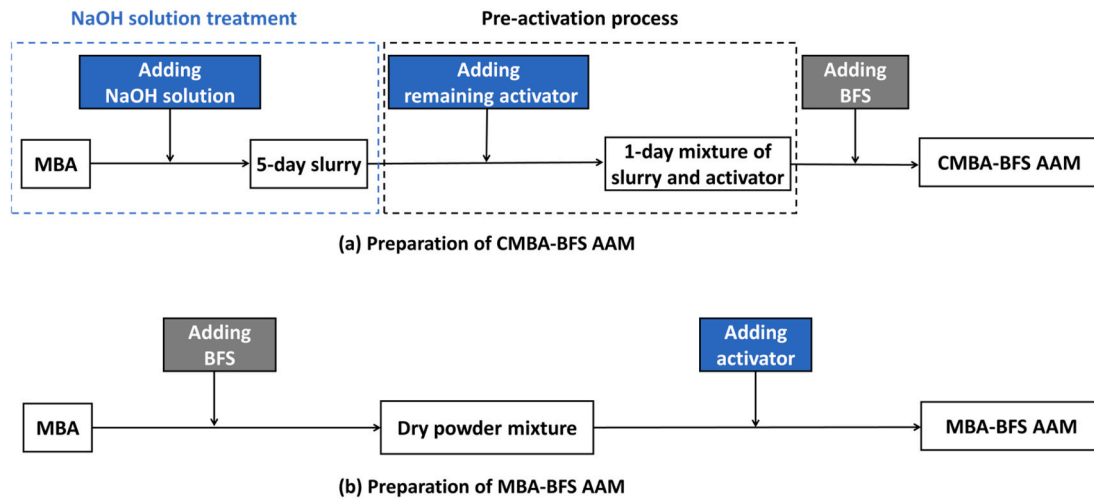 NaOH solution treatment
Pre-activation process
Adding
NaOH solution
Adding
remaining activator
Adding
BFS
MBA
5-day slurry
1-day mixture of
slurry and activator
CMBA-BFS AAM
(a) Preparation of CMBA-BFS AAM
Adding
BFS
Adding
activator
MBA
Dry powder mixture
MBA-BFS AAM
(b) Preparation of MBA-BFS AAM